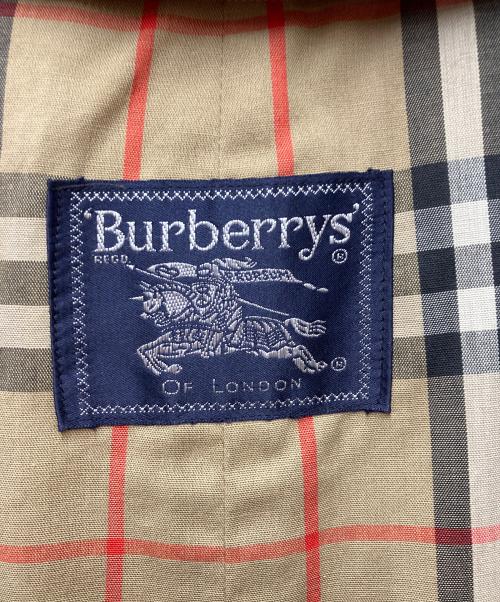 'Burberrys'
REGD. ®
®
OF LONDON